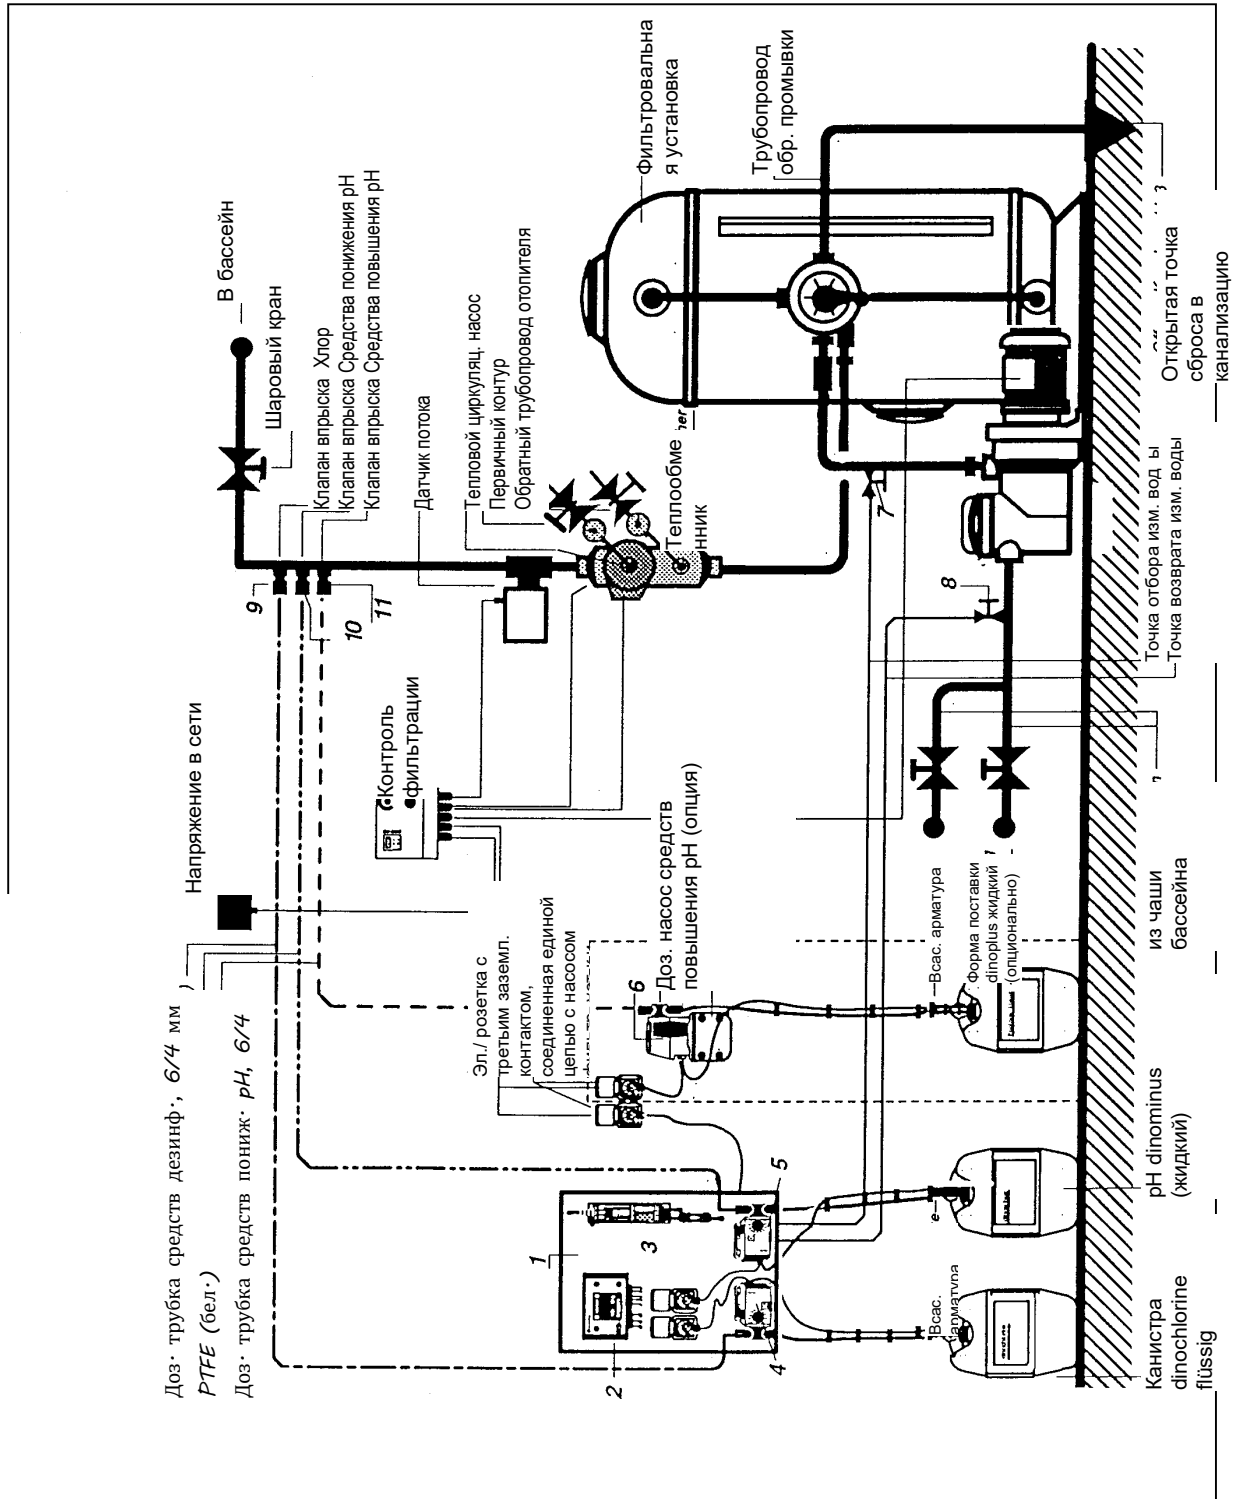 Доз. трубка средств дезинф., 6/4 мм
PTFE (бел.)
Доз. трубка средств пониж. pH, 6/4
Напряжение в сети
В бассейн
Шаровый кран
Клапан впрыска Хлор
Клапан впрыска Средства понижения pH
Клапан впрыска Средства повышения pH
9
10
11
Датчик потока
Тепловой циркуляц. насос
Первичный контур
Обратный трубопровод отопителя
Теплообме
нник
Контроль
фильтрации
Фильтровальна
я установка
Трубопровод
обр. промывки
Эл./ розетка с
третьим заземл.
контактом,
соединенная единой
цепью с насосом
6
Доз. насос средств
повышения pH (опция)
1
2
3
4
5
7
8
Всас. арматура
Форма поставки
dinoplus жидкий
(опционально)
Всас.
арматура
Канистра
dinochlorine
flüssig
pH dinominus
(жидкий)
из чаши
бассейна
Точка отбора изм. вод ы
Точка возврата изм. воды
Открытая точка
сброса в
канализацию